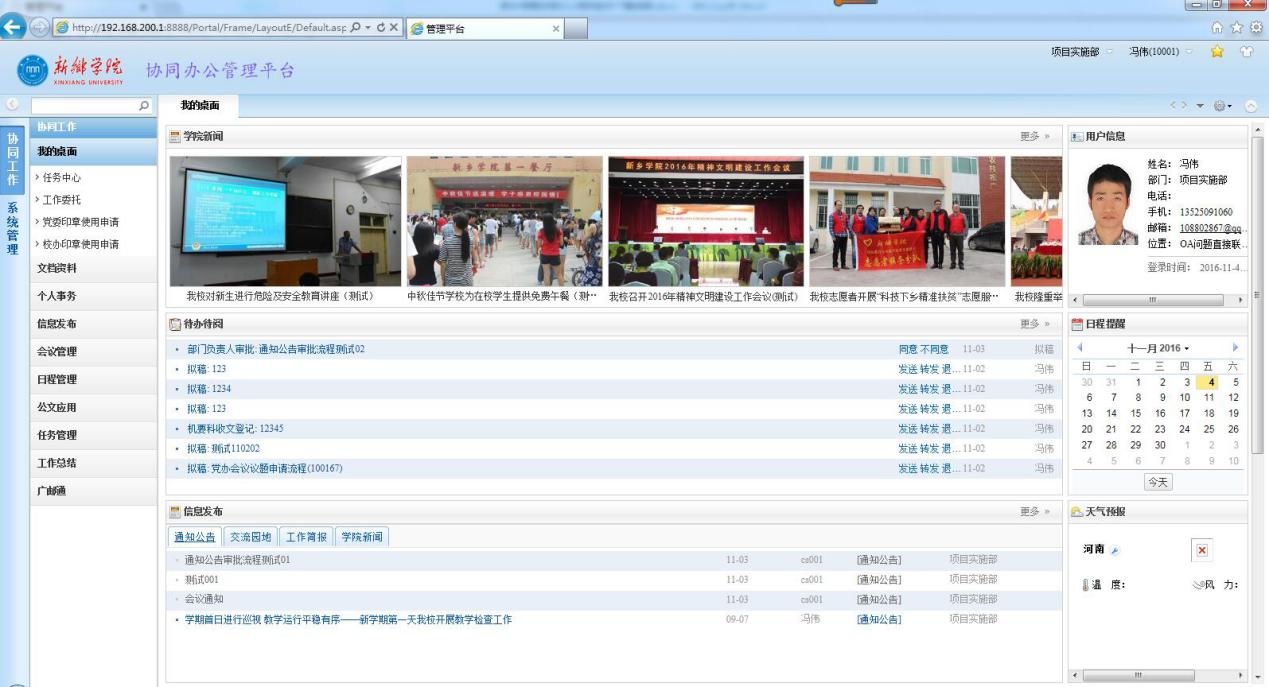 http://192.168.200.1:8888/Portal/Frame/LayoutE/Default.asp
管理平台
项目实施部
冯伟(10001)
新乡学院
XINXIANG UNIVERSITY
协同办公管理平台
我的桌面
协同工作
系统管理
协同工作
我的桌面
任务中心
工作委托
党委印章使用申请
校办印章使用申请
文档资料
个人事务
信息发布
会议管理
日程管理
公文应用
任务管理
工作总结
广邮通
学院新闻
更多 »
新乡学院第一餐厅
新乡学院2016年精神文明建设工作会议
我校对新生进行危险及安全教育讲座（测试）
中秋佳节学校为在校学生提供免费午餐（测…
我校召开2016年精神文明建设工作会议(测试)
我校志愿者开展“科技下乡精准扶贫”志愿服…
我校隆重举
待办待阅
更多 »
部门负责人审批: 通知公告审批流程测试02 同意 不同意 11-03 拟稿
拟稿: 123 发送 转发 退... 11-02 冯伟
拟稿: 1234 发送 转发 退... 11-02 冯伟
拟稿: 123 发送 转发 退... 11-02 冯伟
机要科收文登记: 12345 发送 转发 退... 11-02 冯伟
拟稿: 测试110202 发送 转发 退... 11-02 冯伟
拟稿: 党办会议议题申请流程(100167) 发送 转发 退... 11-02 冯伟
信息发布
更多 »
通知公告 交流园地 工作简报 学院新闻
通知公告审批流程测试01 11-03 cs001 [通知公告] 项目实施部
测试001 11-03 cs001 [通知公告] 项目实施部
会议通知 11-03 cs001 [通知公告] 项目实施部
学期首日进行巡视 教学运行平稳有序——新学期第一天我校开展教学检查工作 09-07 冯伟 [通知公告] 项目实施部
用户信息
姓名: 冯伟
部门: 项目实施部
电话:
手机: 13525091060
邮箱: 108802867@qq...
位置: OA问题直接联...
登录时间: 2016-11-4...
日程提醒
十一月 2016
日 一 二 三 四 五 六
30 31 1 2 3 4 5
6 7 8 9 10 11 12
13 14 15 16 17 18 19
20 21 22 23 24 25 26
27 28 29 30 1 2 3
4 5 6 7 8 9 10
今天
天气预报
河南
温 度:
风 力: